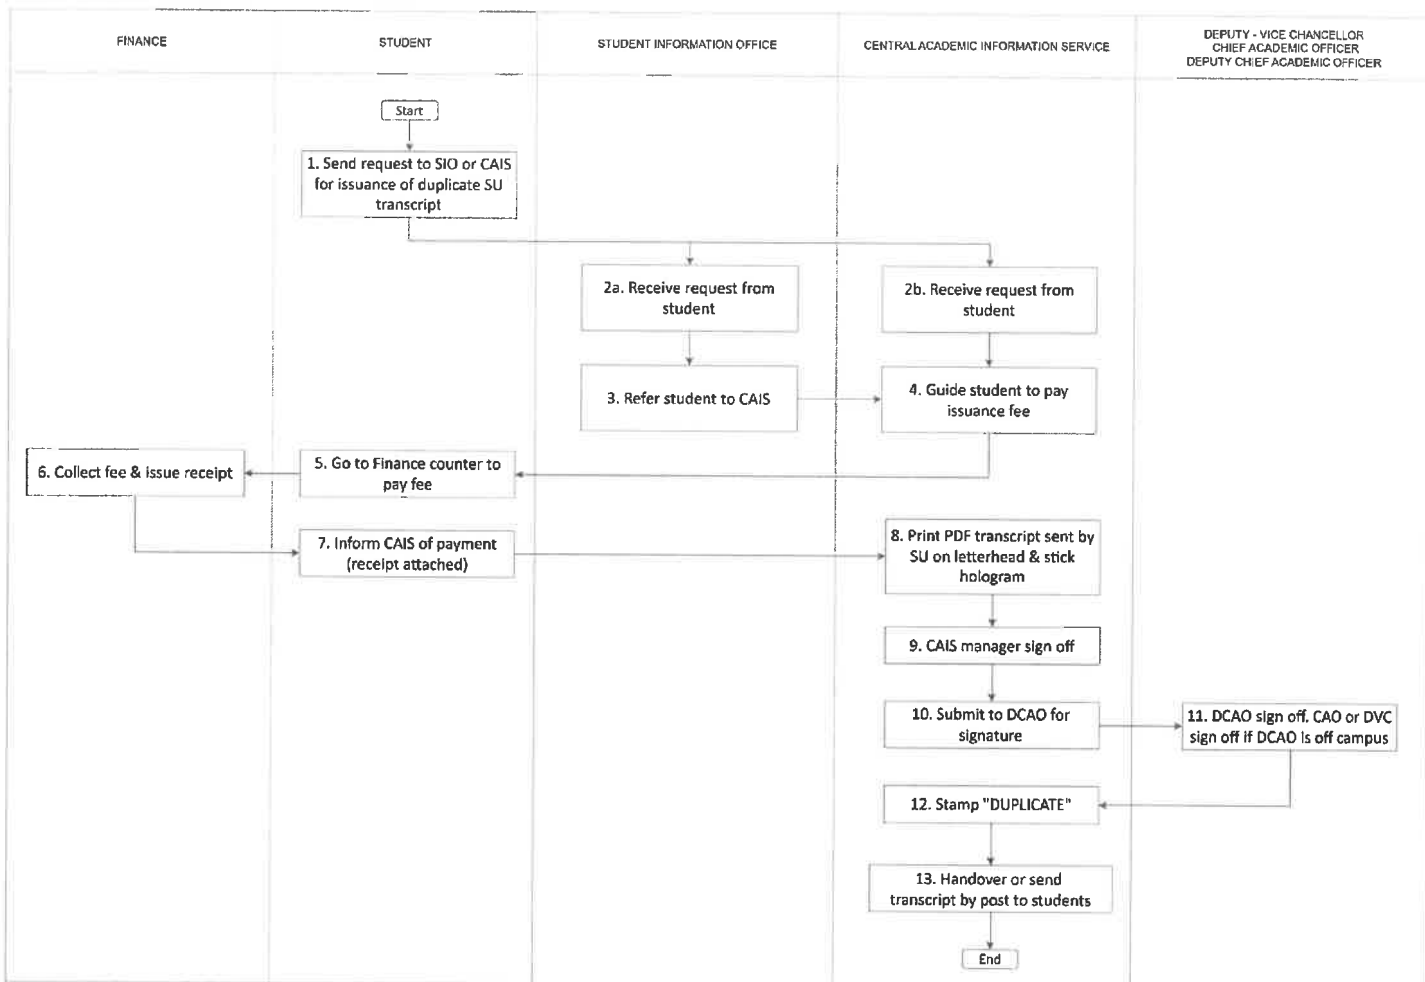 FINANCE
STUDENT
STUDENT INFORMATION OFFICE
CENTRAL ACADEMIC INFORMATION SERVICE
DEPUTY - VICE CHANCELLOR
CHIEF ACADEMIC OFFICER
DEPUTY CHIEF ACADEMIC OFFICER
Start
1. Send request to SIO or CAIS
for issuance of duplicate SU
transcript
2a. Receive request from
student
2b. Receive request from
student
3. Refer student to CAIS
4. Guide student to pay
issuance fee
5. Go to Finance counter to
pay fee
6. Collect fee & issue receipt
7. Inform CAIS of payment
(receipt attached)
8. Print PDF transcript sent by
SU on letterhead & stick
hologram
9. CAIS manager sign off
10. Submit to DCAO for
signature
11. DCAO sign off. CAO or DVC
sign off if DCAO is off campus
12. Stamp "DUPLICATE"
13. Handover or send
transcript by post to students
End